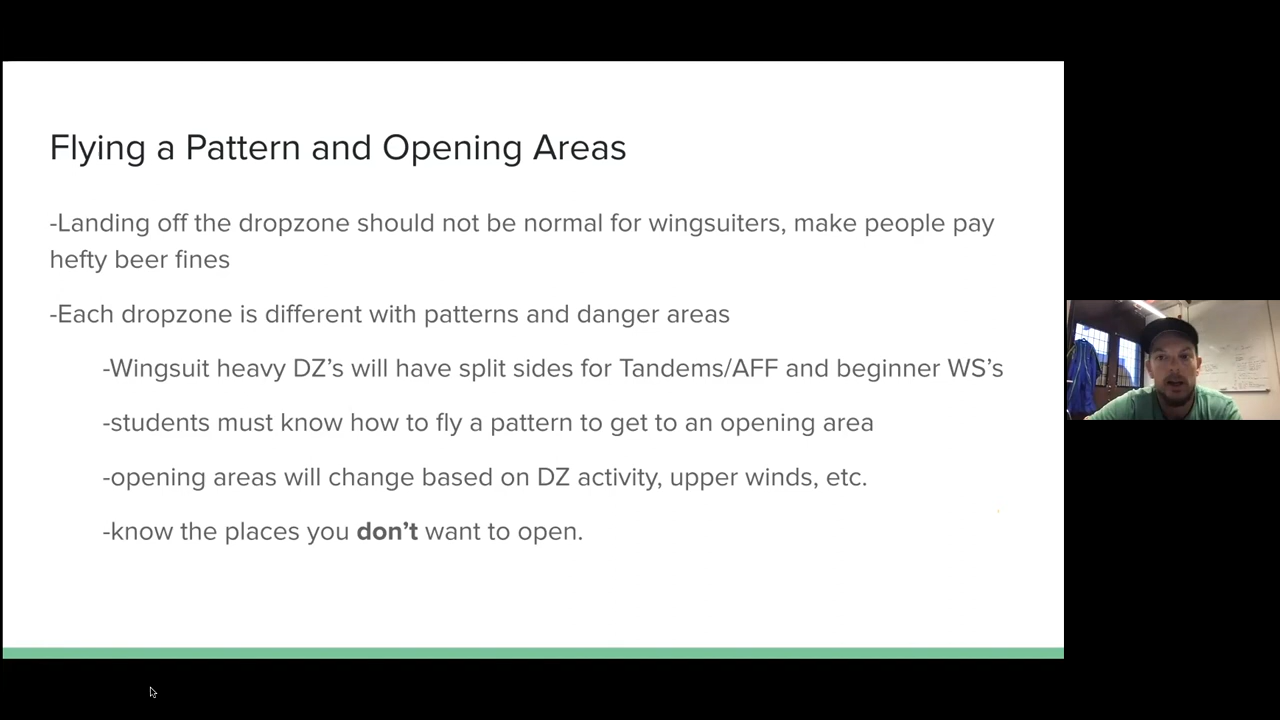 Flying a Pattern and Opening Areas
-Landing off the dropzone should not be normal for wingsuiters, make people pay
hefty beer fines
-Each dropzone is different with patterns and danger areas
-Wingsuit heavy DZ’s will have split sides for Tandems/AFF and beginner WS’s
-students must know how to fly a pattern to get to an opening area
-opening areas will change based on DZ activity, upper winds, etc.
-know the places you don’t want to open.